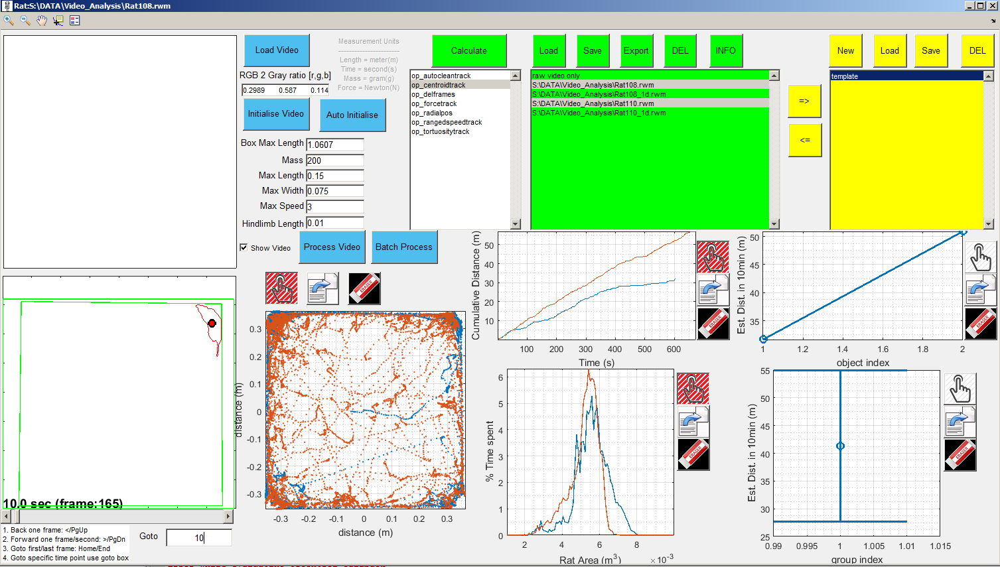 Rat:S:\DATA\Video_Analysis\Rat108.rwm
Load Video
RGB 2 Gray ratio [r,g,b]
0.2989 0.587 0.114
Initialise Video
Auto Initialise
Measurement Units
Length = meter(m)
Time = second(s)
Mass = gram(g)
Force = Newton(N)
Box Max Length 1.0607
Mass 200
Max Length 0.15
Max Width 0.075
Max Speed 3
Hindlimb Length 0.01
Show Video
Process Video
Batch Process
Calculate
op_autocleantrack
op_centroidtrack
op_delframes
op_forcetrack
op_radialpos
op_rangedspeedtrack
op_tortuositytrack
Load
Save
Export
DEL
INFO
raw video only
S:\DATA\Video_Analysis\Rat108.rwm
S:\DATA\Video_Analysis\Rat108_1d.rwm
S:\DATA\Video_Analysis\Rat110.rwm
S:\DATA\Video_Analysis\Rat110_1d.rwm
=>
<=
New
Load
Save
DEL
template
10.0 sec (frame:165)
1. Back one frame: </PgUp
2. Forward one frame/second: >/PgDn
3. Goto first/last frame: Home/End
4. Goto specific time point use goto box
Goto 10
ERASER
distance (m)
0.3
0.2
0.1
0
-0.1
-0.2
-0.3
-0.3 -0.2 -0.1 0 0.1 0.2 0.3
distance (m)
Cumulative Distance (m)
50
40
30
20
10
100 200 300 400 500 600
Time (s)
ERASER
Est. Dist. in 10min (m)
50
45
40
35
1 1.2 1.4 1.6 1.8 2
object index
ERASER
% Time spent
6
5
4
3
2
1
0
2 4 6 8
Rat Area (m³) ×10⁻³
ERASER
Est. Dist. in 10min (m)
55
50
45
40
35
30
25
0.99 0.995 1 1.005 1.01 1.015
group index
ERASER